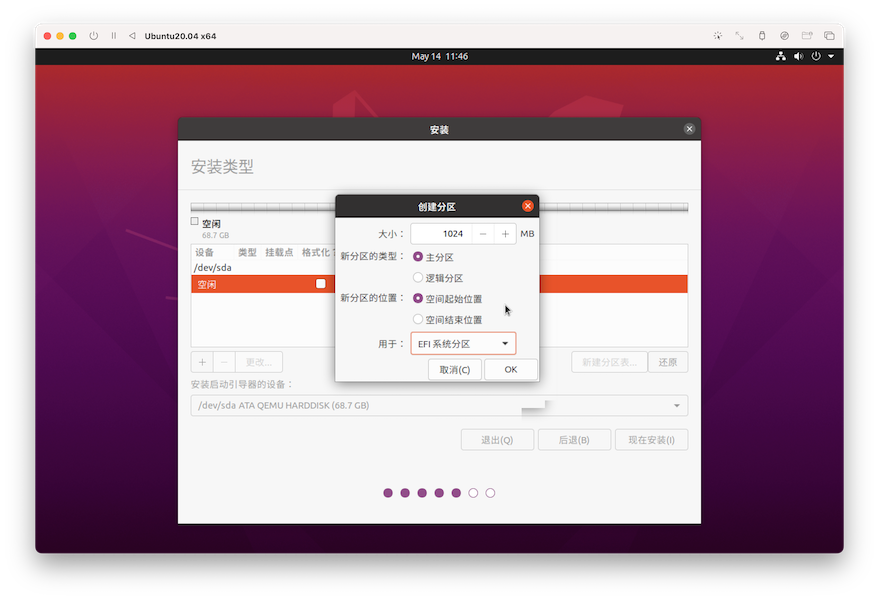 Ubuntu20.04 x64
May 14 11:46
安装
安装类型
空闲
68.7 GB
设备 类型 挂载点 格式化?
/dev/sda
空闲
创建分区
大小： 1024 − + MB
新分区的类型： 主分区
逻辑分区
新分区的位置： 空间起始位置
空间结束位置
用于： EFI 系统分区
取消(C) OK
+ − 更改... 新建分区表... 还原
安装启动引导器的设备：
/dev/sda ATA QEMU HARDDISK (68.7 GB)
退出(Q) 后退(B) 现在安装(I)